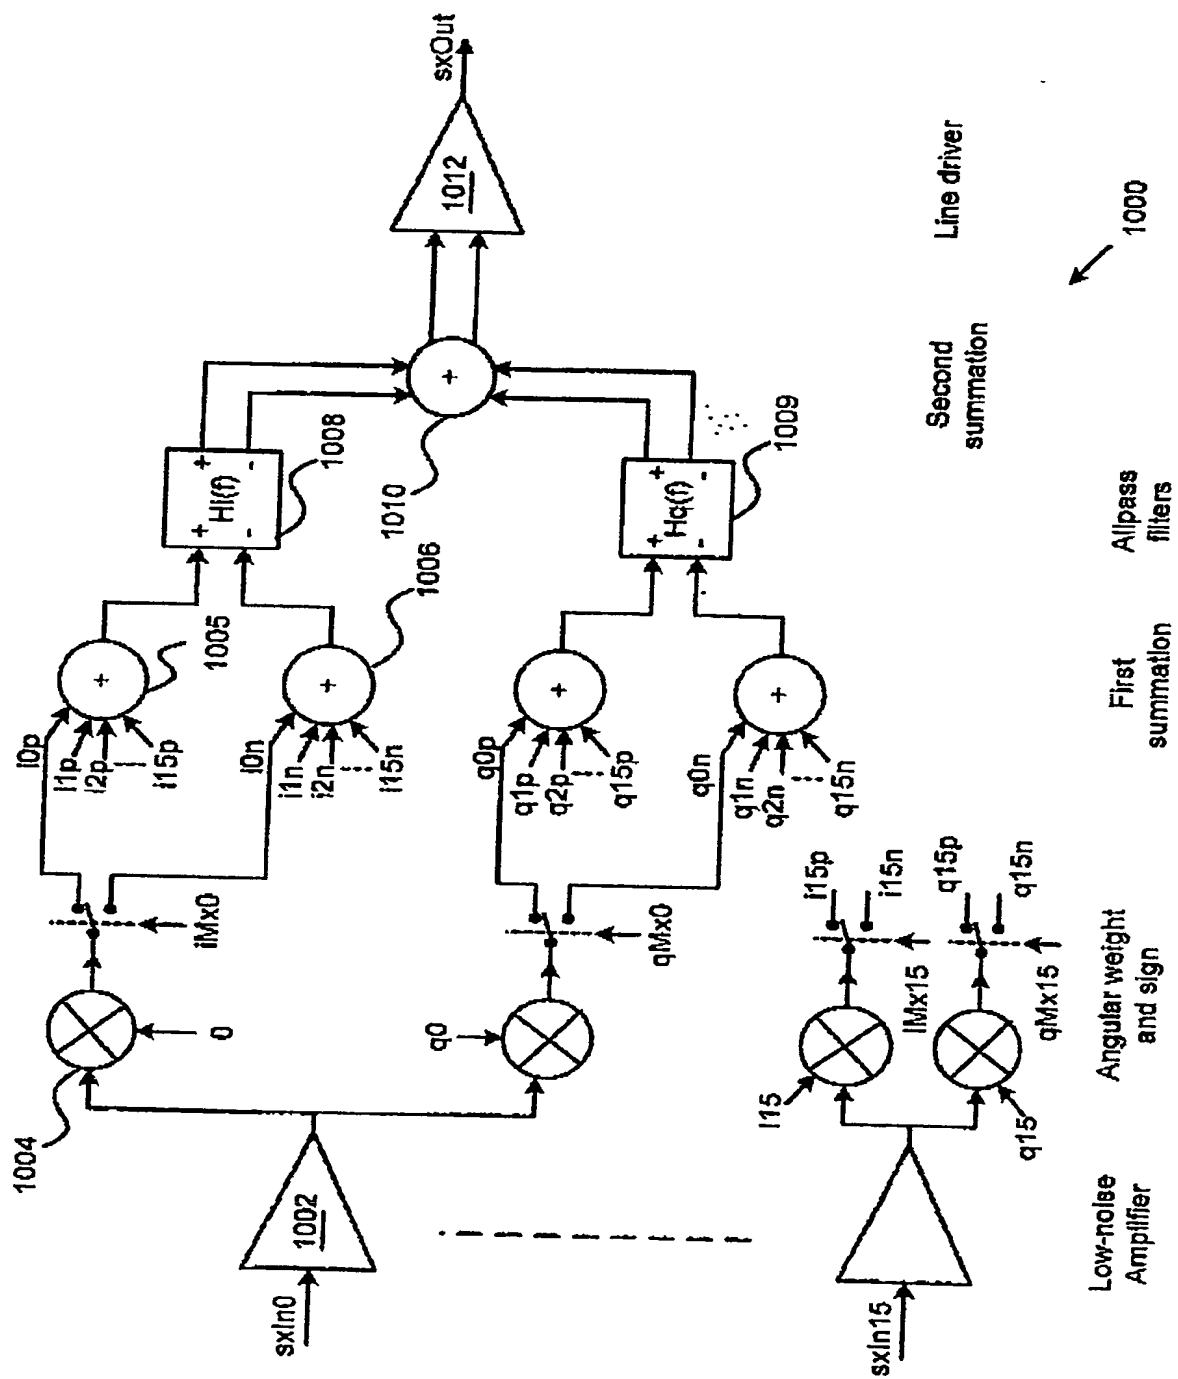 sxIn0
1002
1004
0
iMx0
i0p
i1p
i2p
i15p
+
1005
i0n
i1n
i2n
i15n
+
1006
+
-
Hi(f)
+
-
1008
q0
qMx0
q0p
q1p
q2p
q15p
+
q0n
q1n
q2n
q15n
+
+
-
Hq(f)
+
-
1009
+
1010
1012
sxOut
sxIn15
I15
q15
IMx15
i15p
i15n
qMx15
q15p
q15n
Low-noise
Amplifier
Angular weight
and sign
First
summation
Allpass
filters
Second
summation
Line driver
1000